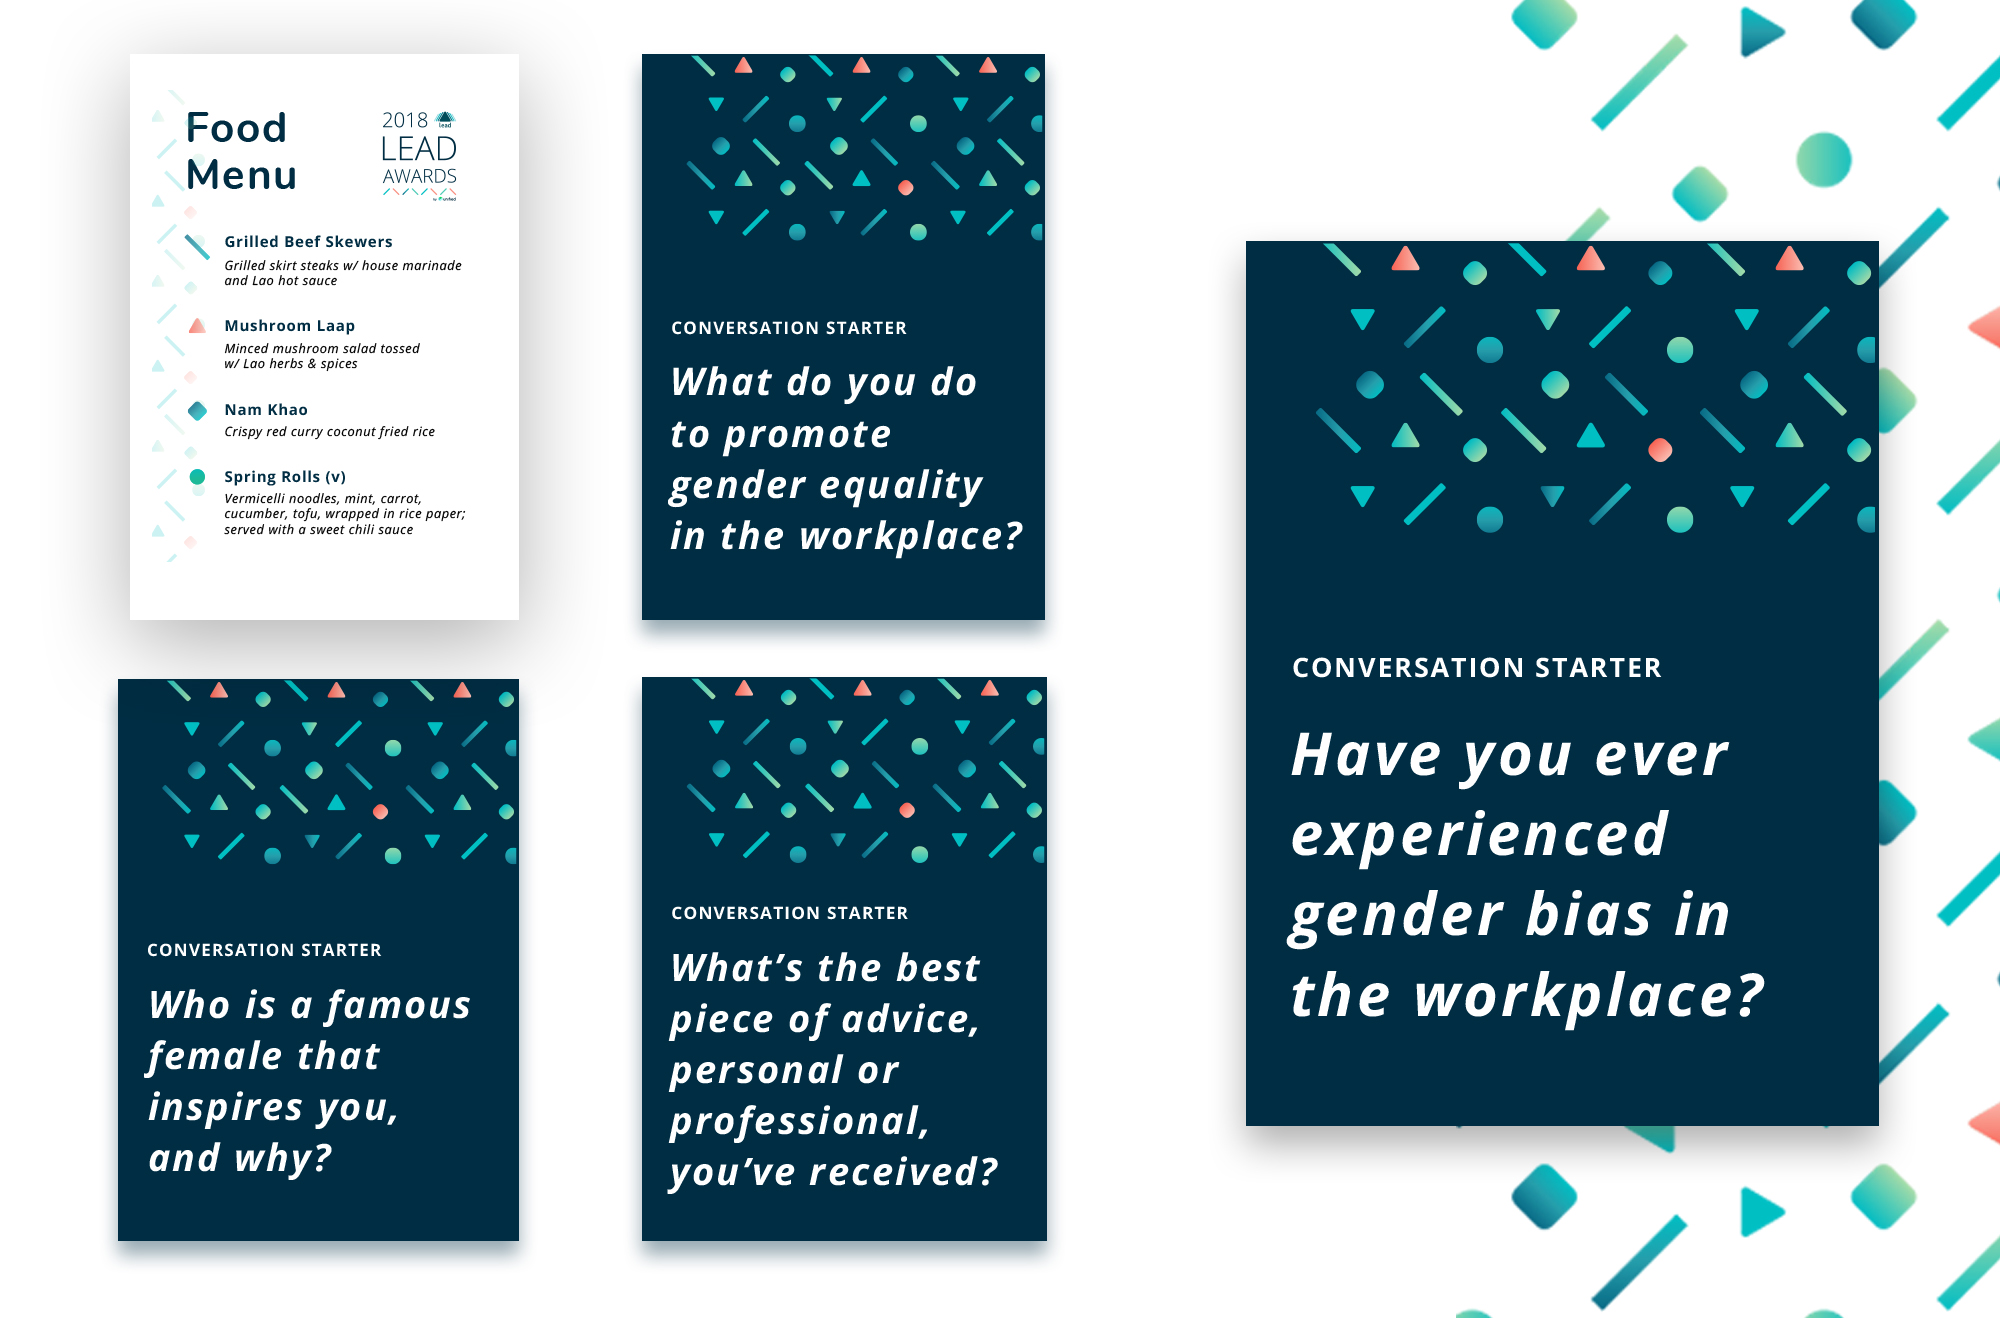 Food
Menu
2018
lead
LEAD
AWARDS
by unified
Grilled Beef Skewers
Grilled skirt steaks w/ house marinade
and Lao hot sauce
Mushroom Laap
Minced mushroom salad tossed
w/ Lao herbs & spices
Nam Khao
Crispy red curry coconut fried rice
Spring Rolls (v)
Vermicelli noodles, mint, carrot,
cucumber, tofu, wrapped in rice paper;
served with a sweet chili sauce
CONVERSATION STARTER
What do you do
to promote
gender equality
in the workplace?
CONVERSATION STARTER
Who is a famous
female that
inspires you,
and why?
CONVERSATION STARTER
What’s the best
piece of advice,
personal or
professional,
you’ve received?
CONVERSATION STARTER
Have you ever
experienced
gender bias in
the workplace?